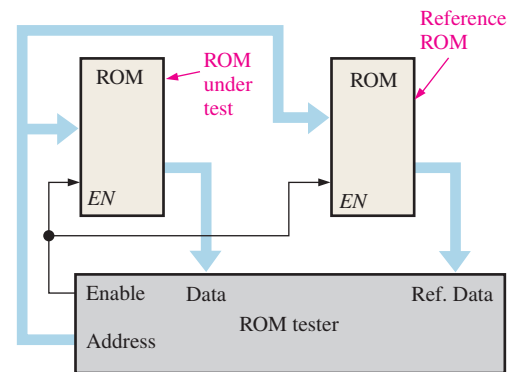 Reference
ROM
ROM
under
test
ROM
ROM
EN
EN
Enable
Data
Ref. Data
ROM tester
Address